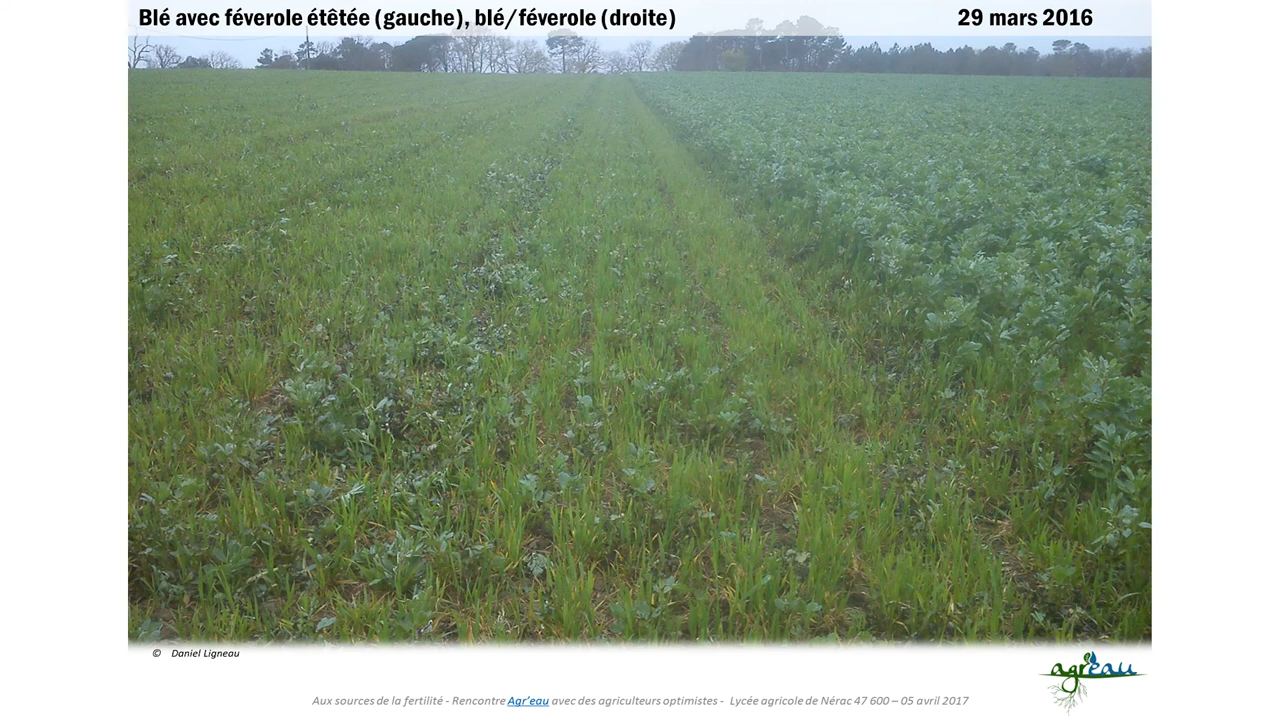 Blé avec féverole étêtée (gauche), blé/féverole (droite) 29 mars 2016
© Daniel Ligneau
agr'eau
Aux sources de la fertilité - Rencontre Agr'eau avec des agriculteurs optimistes - Lycée agricole de Nérac 47 600 – 05 avril 2017